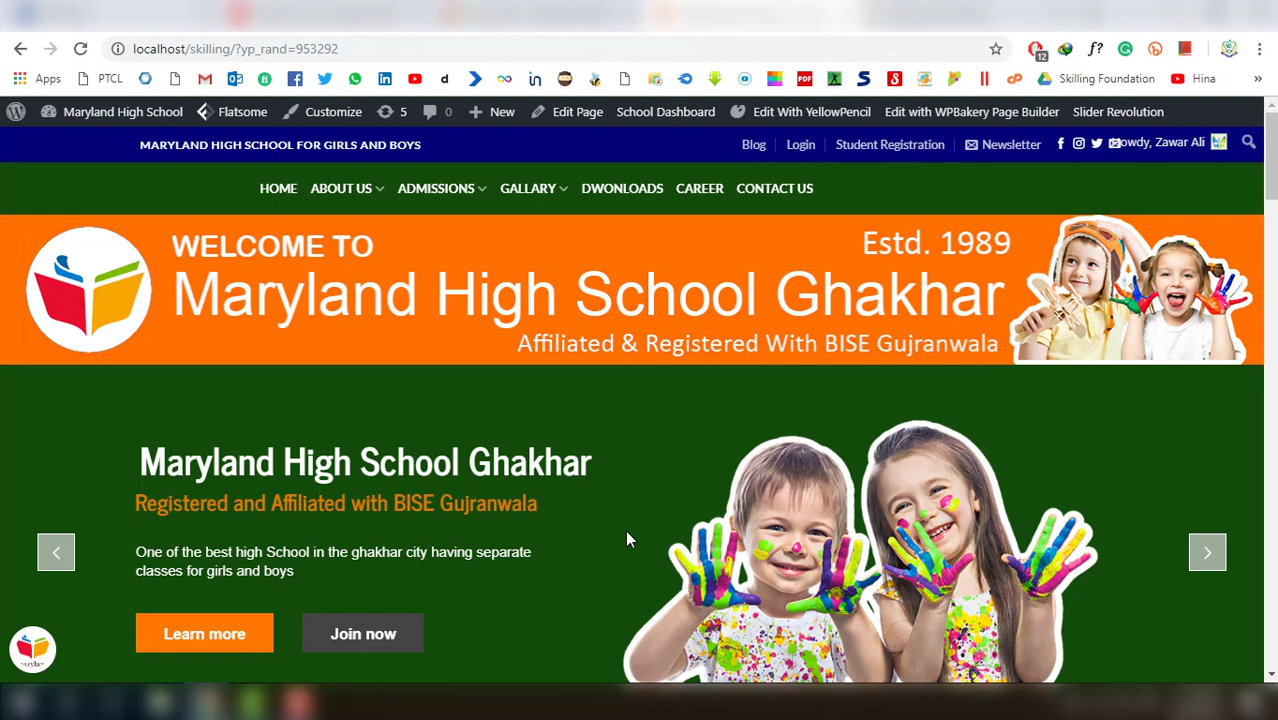 localhost/skilling/?yp_rand=953292
12
f?
Apps PTCL d in PDF S cP Skilling Foundation Hina »
Maryland High School Flatsome Customize 5 0 New Edit Page School Dashboard Edit With YellowPencil Edit with WPBakery Page Builder Slider Revolution
MARYLAND HIGH SCHOOL FOR GIRLS AND BOYS Blog Login Student Registration Newsletter owdy, Zawar Ali
HOME ABOUT US ADMISSIONS GALLARY DWONLOADS CAREER CONTACT US
WELCOME TO Estd. 1989
Maryland High School Ghakhar
Affiliated & Registered With BISE Gujranwala
Maryland High School Ghakhar
Registered and Affiliated with BISE Gujranwala
One of the best high School in the ghakhar city having separate
classes for girls and boys
Learn more Join now